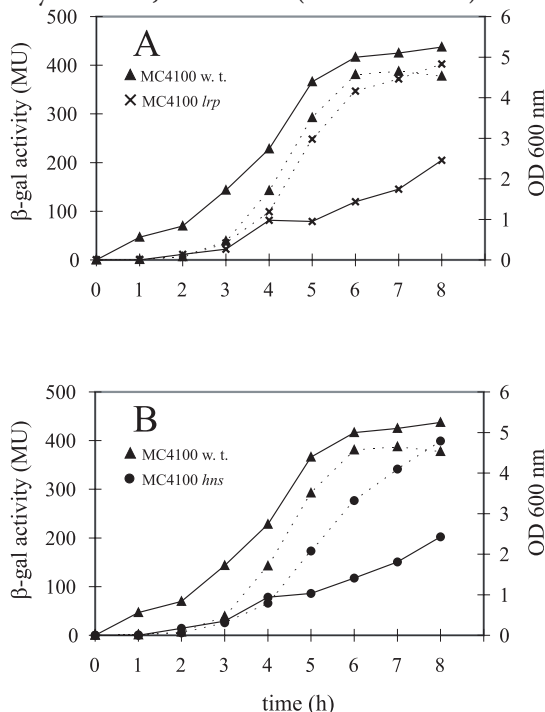 A
MC4100 w. t.
MC4100 lrp
β-gal activity (MU)
500
400
300
200
100
0
OD 600 nm
6
5
4
3
2
1
0
0 1 2 3 4 5 6 7 8
B
MC4100 w. t.
MC4100 hns
β-gal activity (MU)
500
400
300
200
100
0
OD 600 nm
6
5
4
3
2
1
0
0 1 2 3 4 5 6 7 8
time (h)